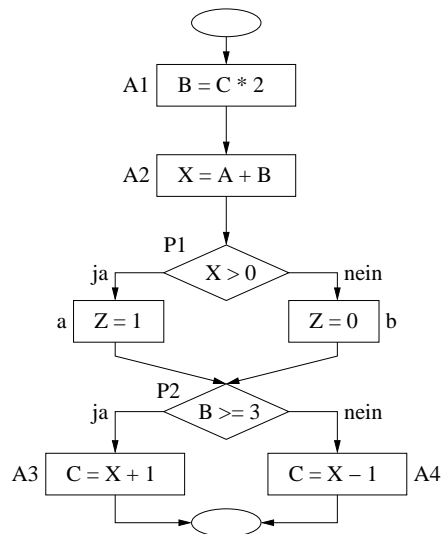 A1 B = C * 2
A2 X = A + B
P1
ja X > 0 nein
a Z = 1 Z = 0 b
P2
ja B >= 3 nein
A3 C = X + 1 C = X – 1 A4